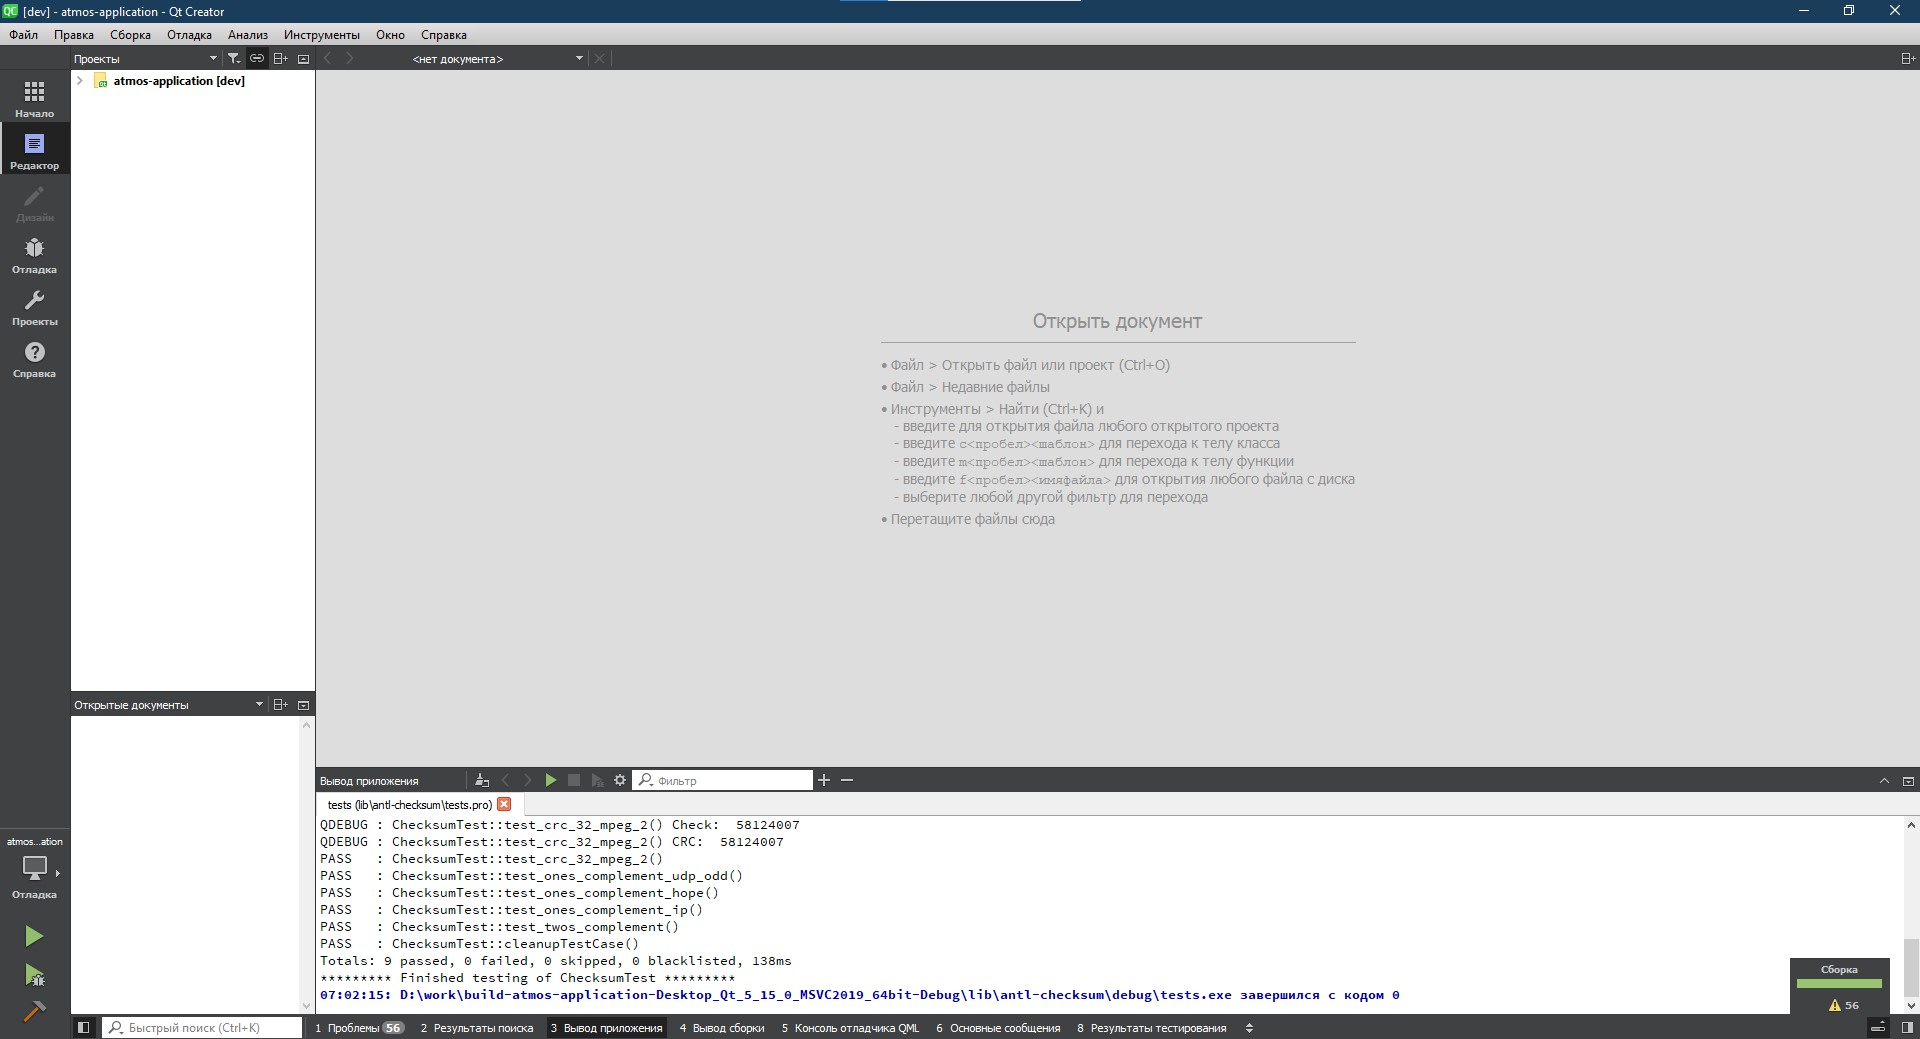 [dev] - atmos-application - Qt Creator
Файл Правка Сборка Отладка Анализ Инструменты Окно Справка
Проекты
<нет документа>
atmos-application [dev]
Начало
Редактор
Дизайн
Отладка
Проекты
Справка
Открыть документ
• Файл > Открыть файл или проект (Ctrl+O)
• Файл > Недавние файлы
• Инструменты > Найти (Ctrl+K) и
- введите для открытия файла любого открытого проекта
- введите c<пробел><шаблон> для перехода к телу класса
- введите m<пробел><шаблон> для перехода к телу функции
- введите f<пробел><имяфайла> для открытия любого файла с диска
- выберите любой другой фильтр для перехода
• Перетащите файлы сюда
Открытые документы
Вывод приложения
Фильтр
tests (lib\antl-checksum\tests.pro)
QDEBUG : ChecksumTest::test_crc_32_mpeg_2() Check:  58124007
QDEBUG : ChecksumTest::test_crc_32_mpeg_2() CRC:  58124007
PASS   : ChecksumTest::test_crc_32_mpeg_2()
PASS   : ChecksumTest::test_ones_complement_udp_odd()
PASS   : ChecksumTest::test_ones_complement_hope()
PASS   : ChecksumTest::test_ones_complement_ip()
PASS   : ChecksumTest::test_twos_complement()
PASS   : ChecksumTest::cleanupTestCase()
Totals: 9 passed, 0 failed, 0 skipped, 0 blacklisted, 138ms
********* Finished testing of ChecksumTest *********
07:02:15: D:\work\build-atmos-application-Desktop_Qt_5_15_0_MSVC2019_64bit-Debug\lib\antl-checksum\debug\tests.exe завершился с кодом 0
atmos...ation
Отладка
Сборка
56
Быстрый поиск (Ctrl+K)
1 Проблемы 56 2 Результаты поиска 3 Вывод приложения 4 Вывод сборки 5 Консоль отладчика QML 6 Основные сообщения 8 Результаты тестирования